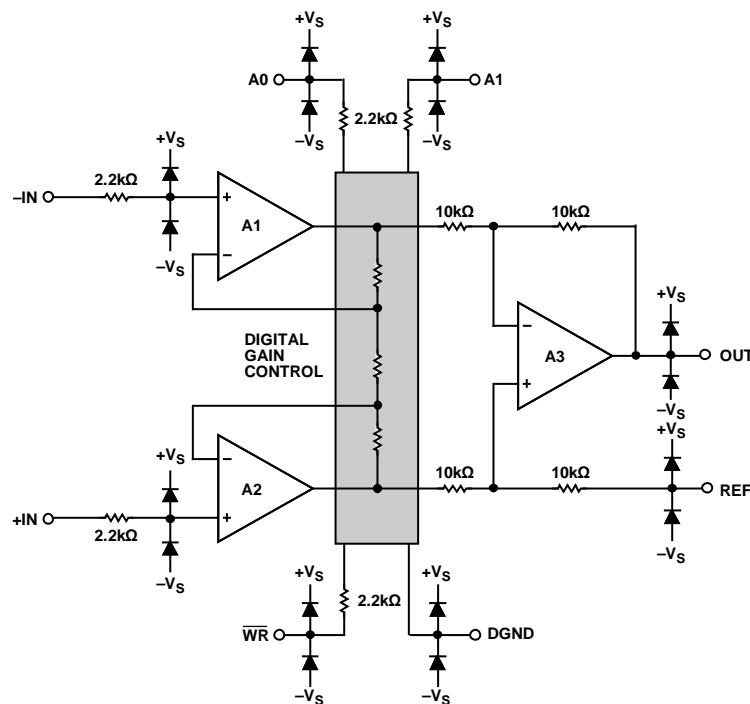 +VS +VS
A0 A1
2.2kΩ
–VS –VS
+VS
2.2kΩ
–IN
+
A1
–
–VS
10kΩ 10kΩ
+VS
–
A3
+
OUT
DIGITAL
GAIN
CONTROL
–VS
+VS
–
A2
+
+VS
10kΩ 10kΩ
REF
+IN
2.2kΩ
–VS
–VS
+VS +VS
2.2kΩ
WR DGND
–VS –VS